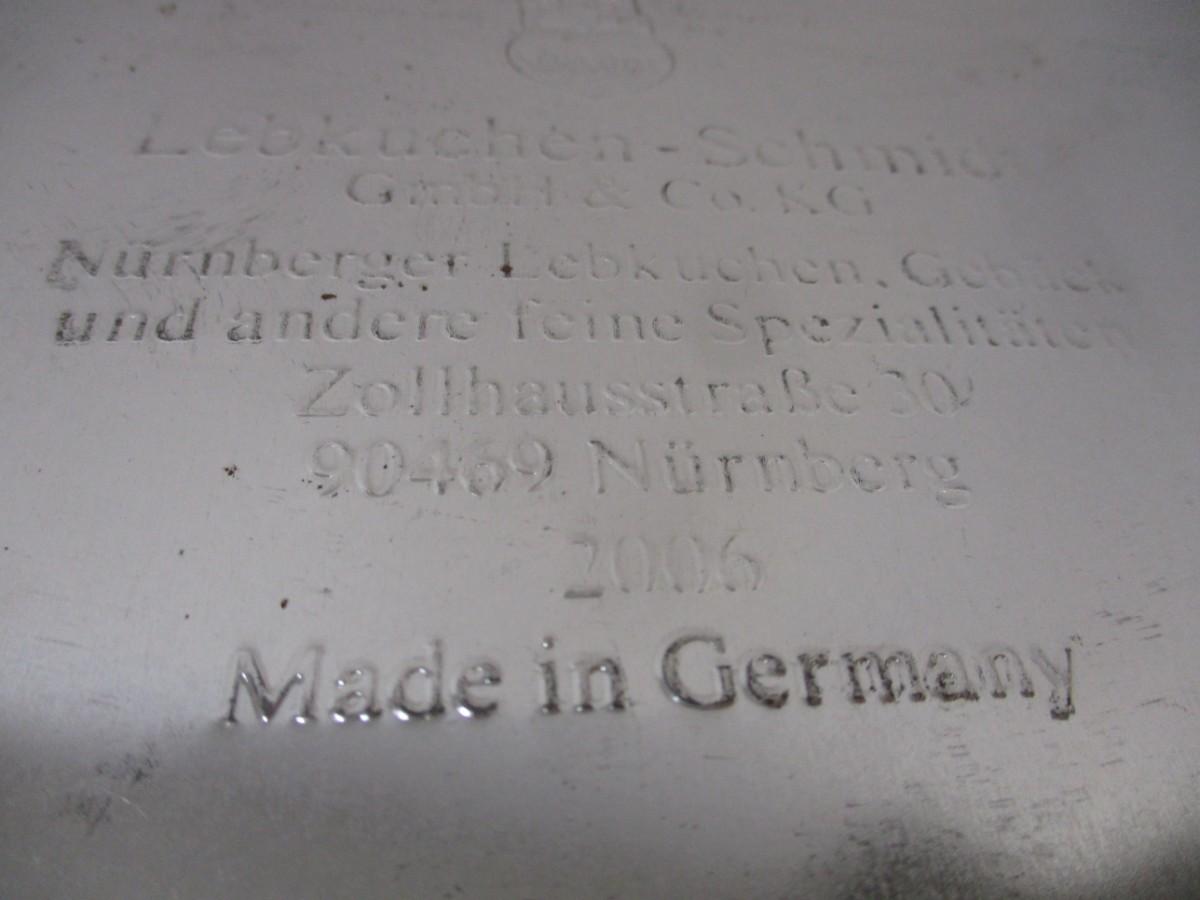 Lebkuchen-Schmidt
GmbH & Co. KG
Nürnberger Lebkuchen, Gebäck
und andere feine Spezialitäten
Zollhausstraße 30
90469 Nürnberg
2006
Made in Germany